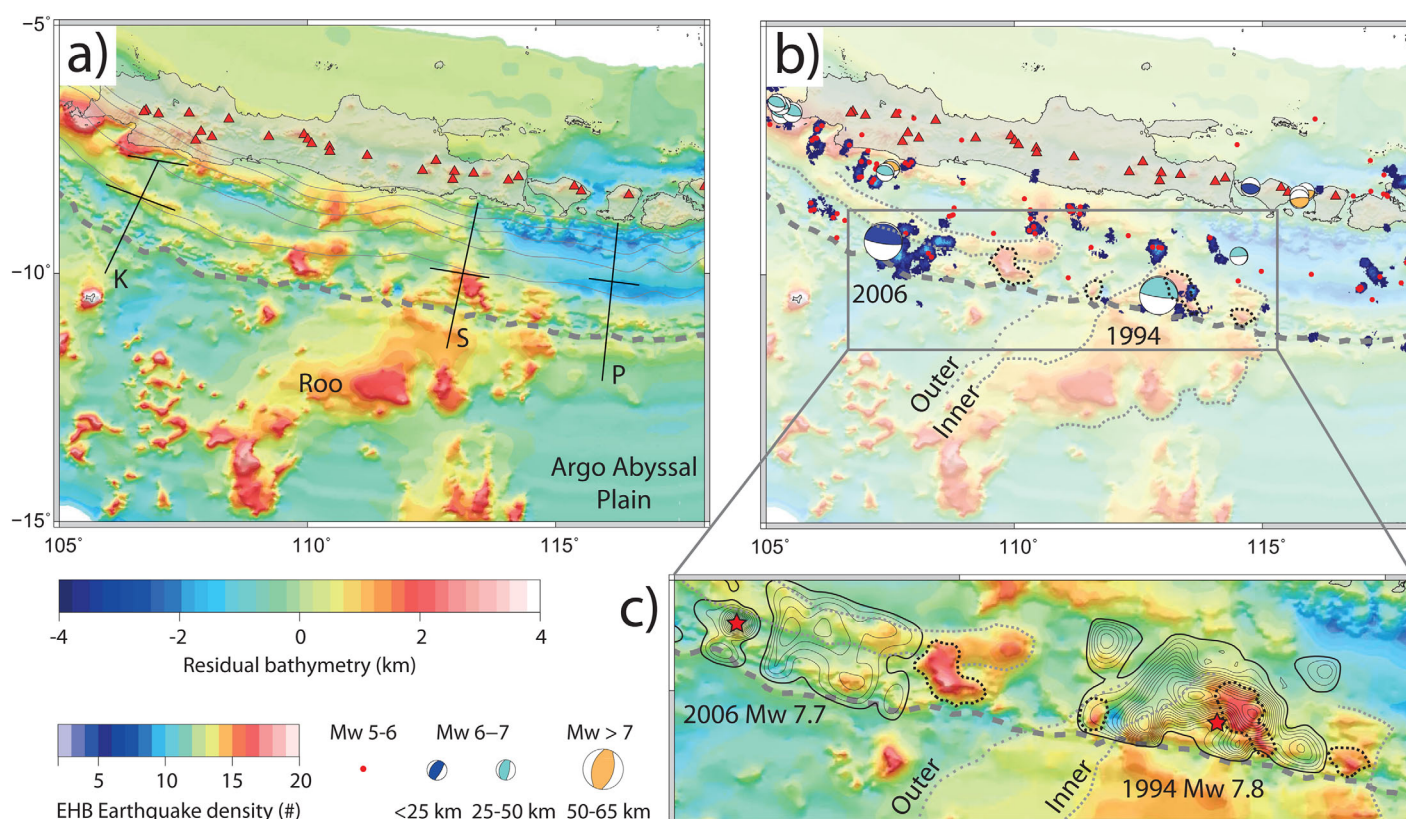 a)
b)
−5˚
−10˚
−15˚
K
S
P
Roo
Argo Abyssal
Plain
105˚
110˚
115˚
2006
1994
Outer
Inner
105˚
110˚
115˚
-4
-2
0
2
4
Residual bathymetry (km)
5
10
15
20
EHB Earthquake density (#)
Mw 5-6
Mw 6−7
Mw > 7
<25 km
25-50 km
50-65 km
c)
2006 Mw 7.7
1994 Mw 7.8
Outer
Inner